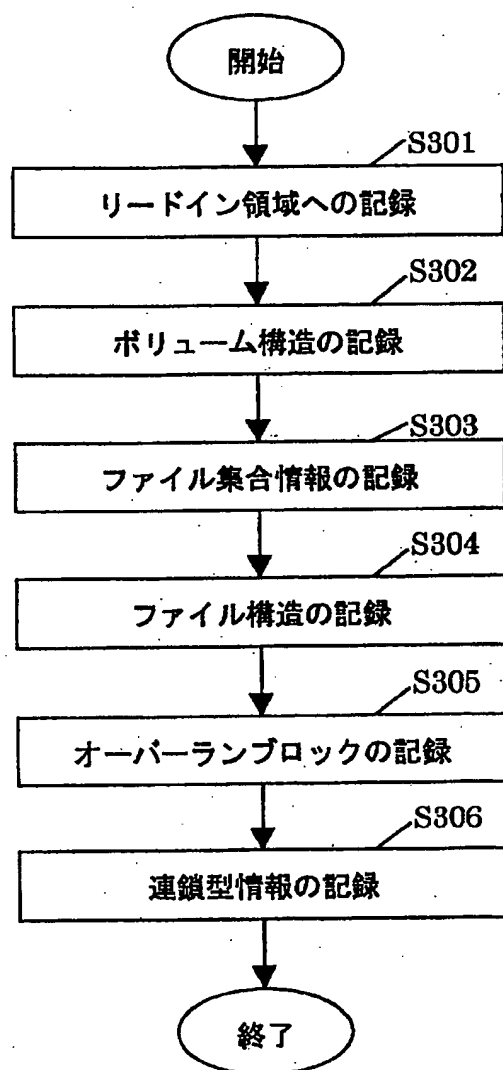 開始
S301
リードイン領域への記録
S302
ボリューム構造の記録
S303
ファイル集合情報の記録
S304
ファイル構造の記録
S305
オーバーランブロックの記録
S306
連鎖型情報の記録
終了